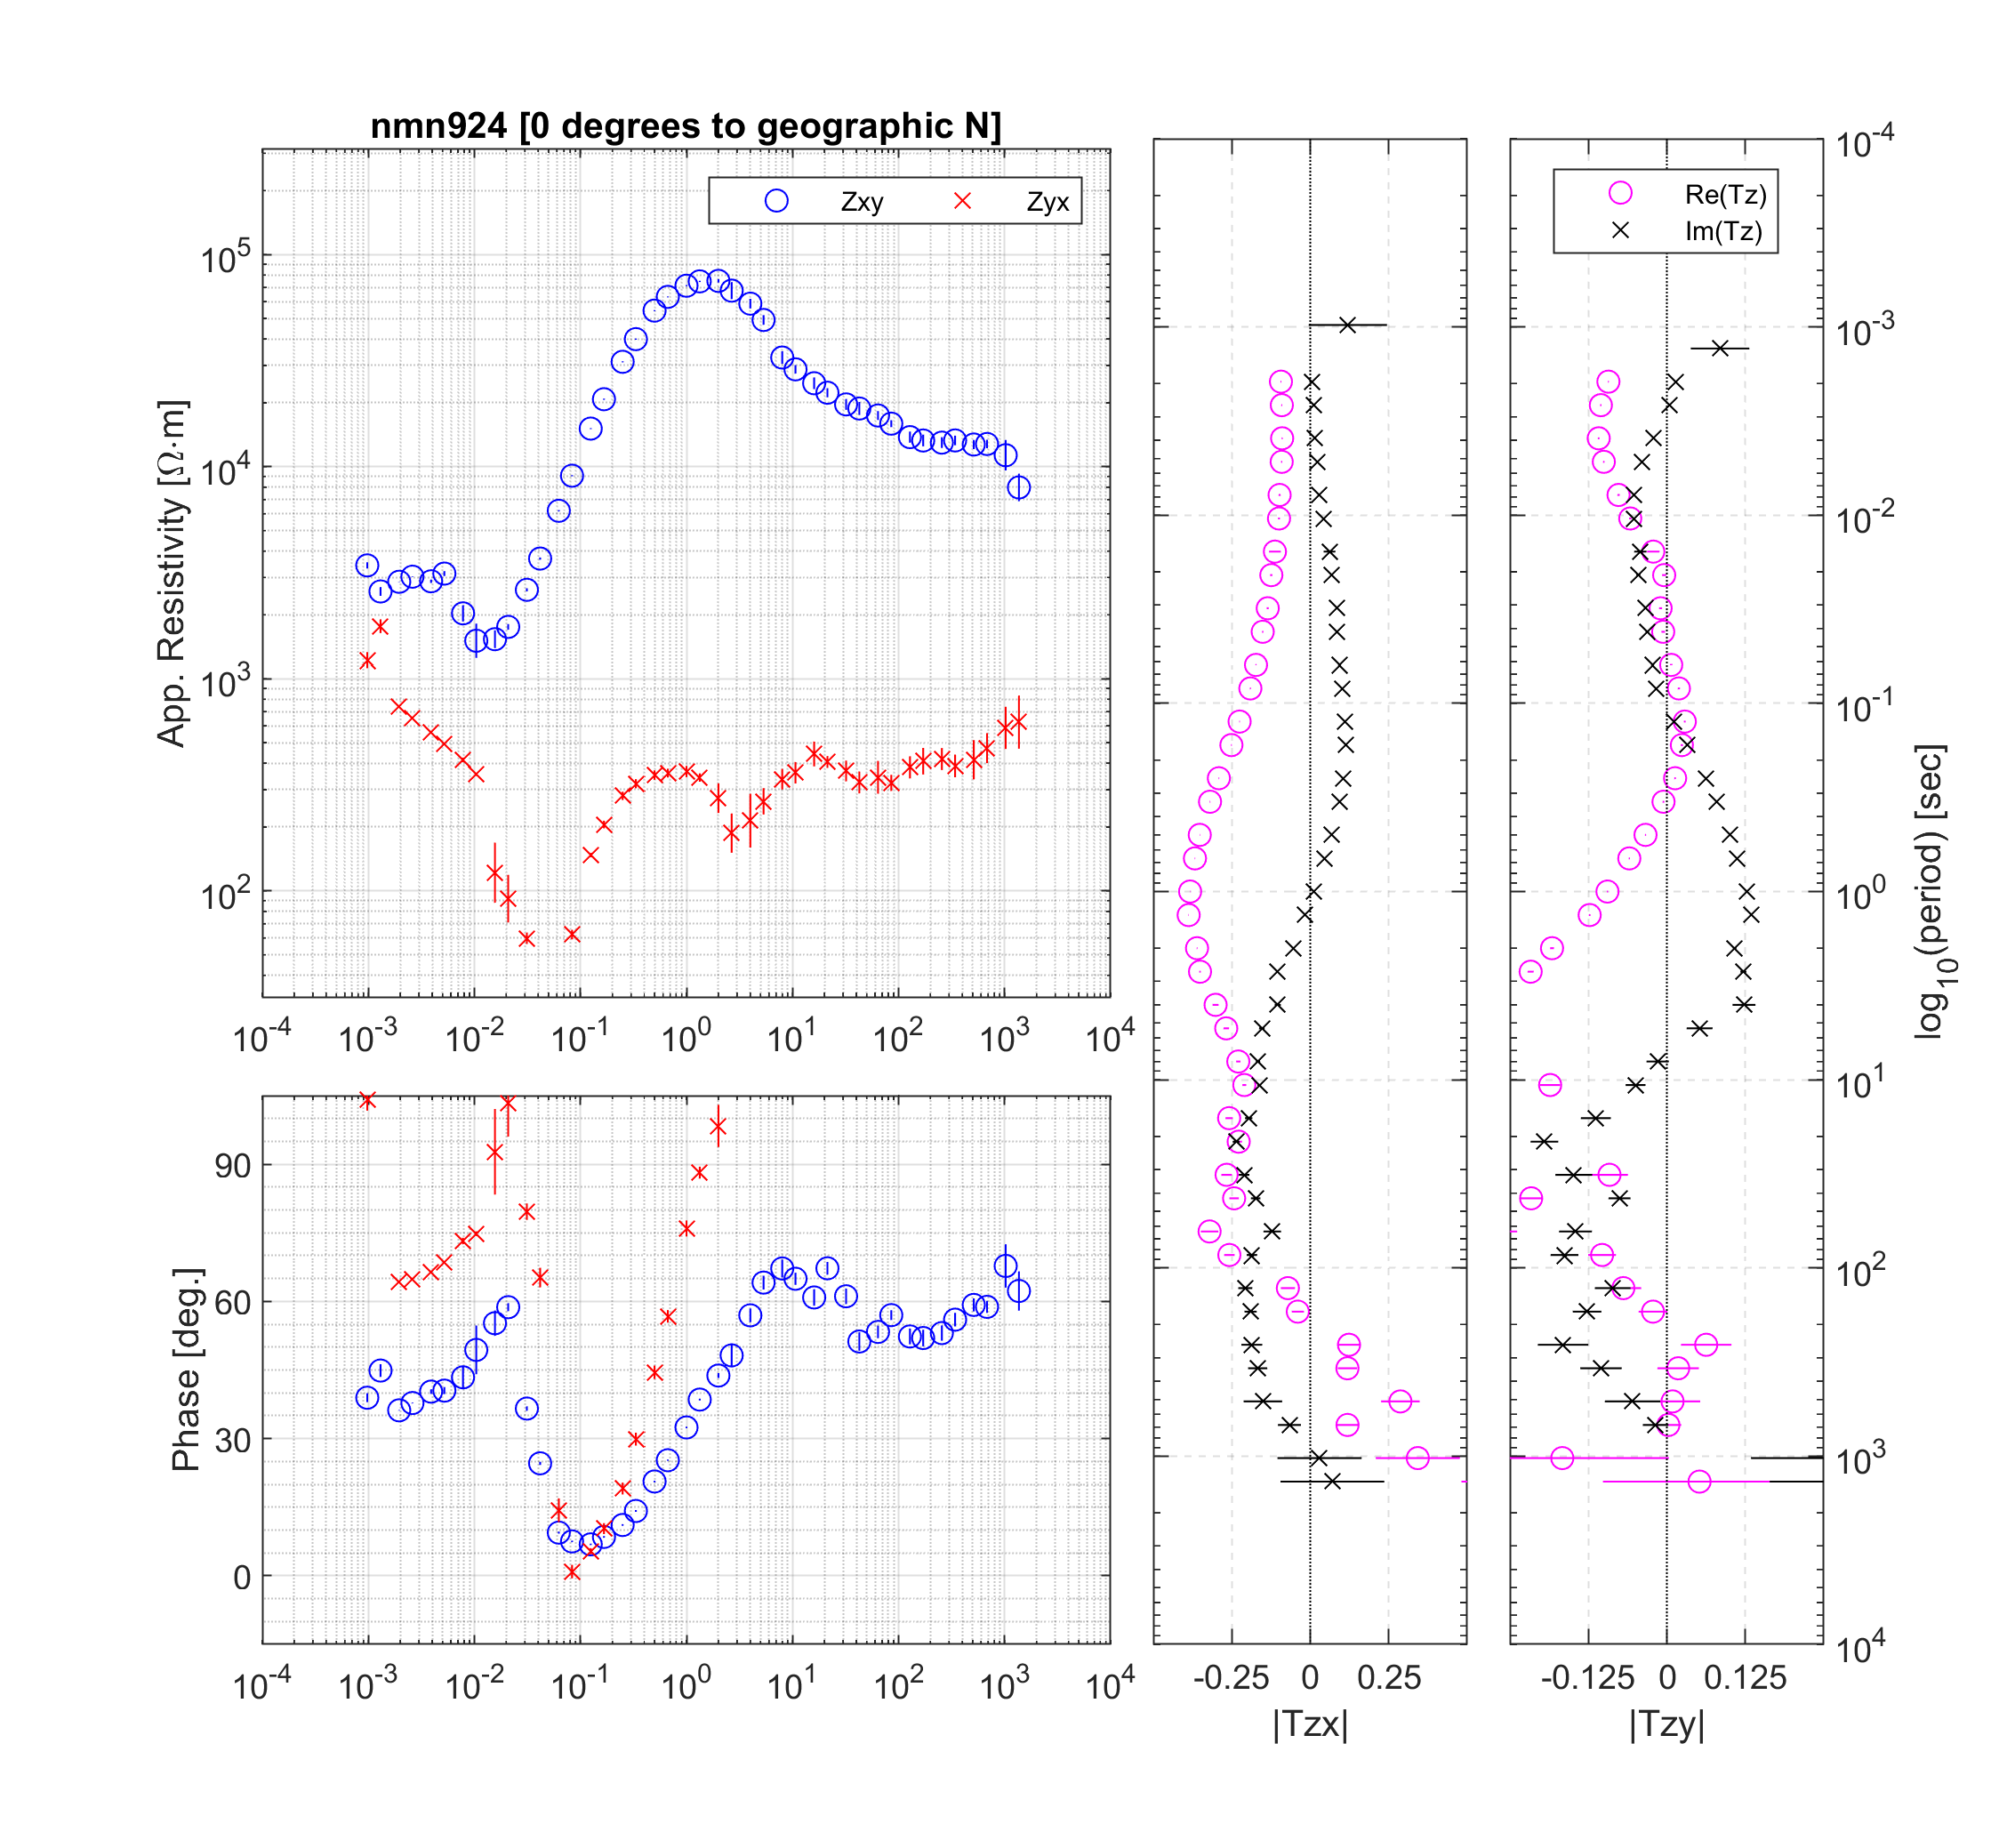 nmn924 [0 degrees to geographic N]
Zxy Zyx
App. Resistivity [Ω·m]
10^5
10^4
10^3
10^2
10^-4 10^-3 10^-2 10^-1 10^0 10^1 10^2 10^3 10^4
Phase [deg.]
90
60
30
0
10^-4 10^-3 10^-2 10^-1 10^0 10^1 10^2 10^3 10^4
-0.25 0 0.25
|Tzx|
Re(Tz)
Im(Tz)
10^-4
10^-3
10^-2
10^-1
10^0
10^1
10^2
10^3
10^4
log10(period) [sec]
-0.125 0 0.125
|Tzy|